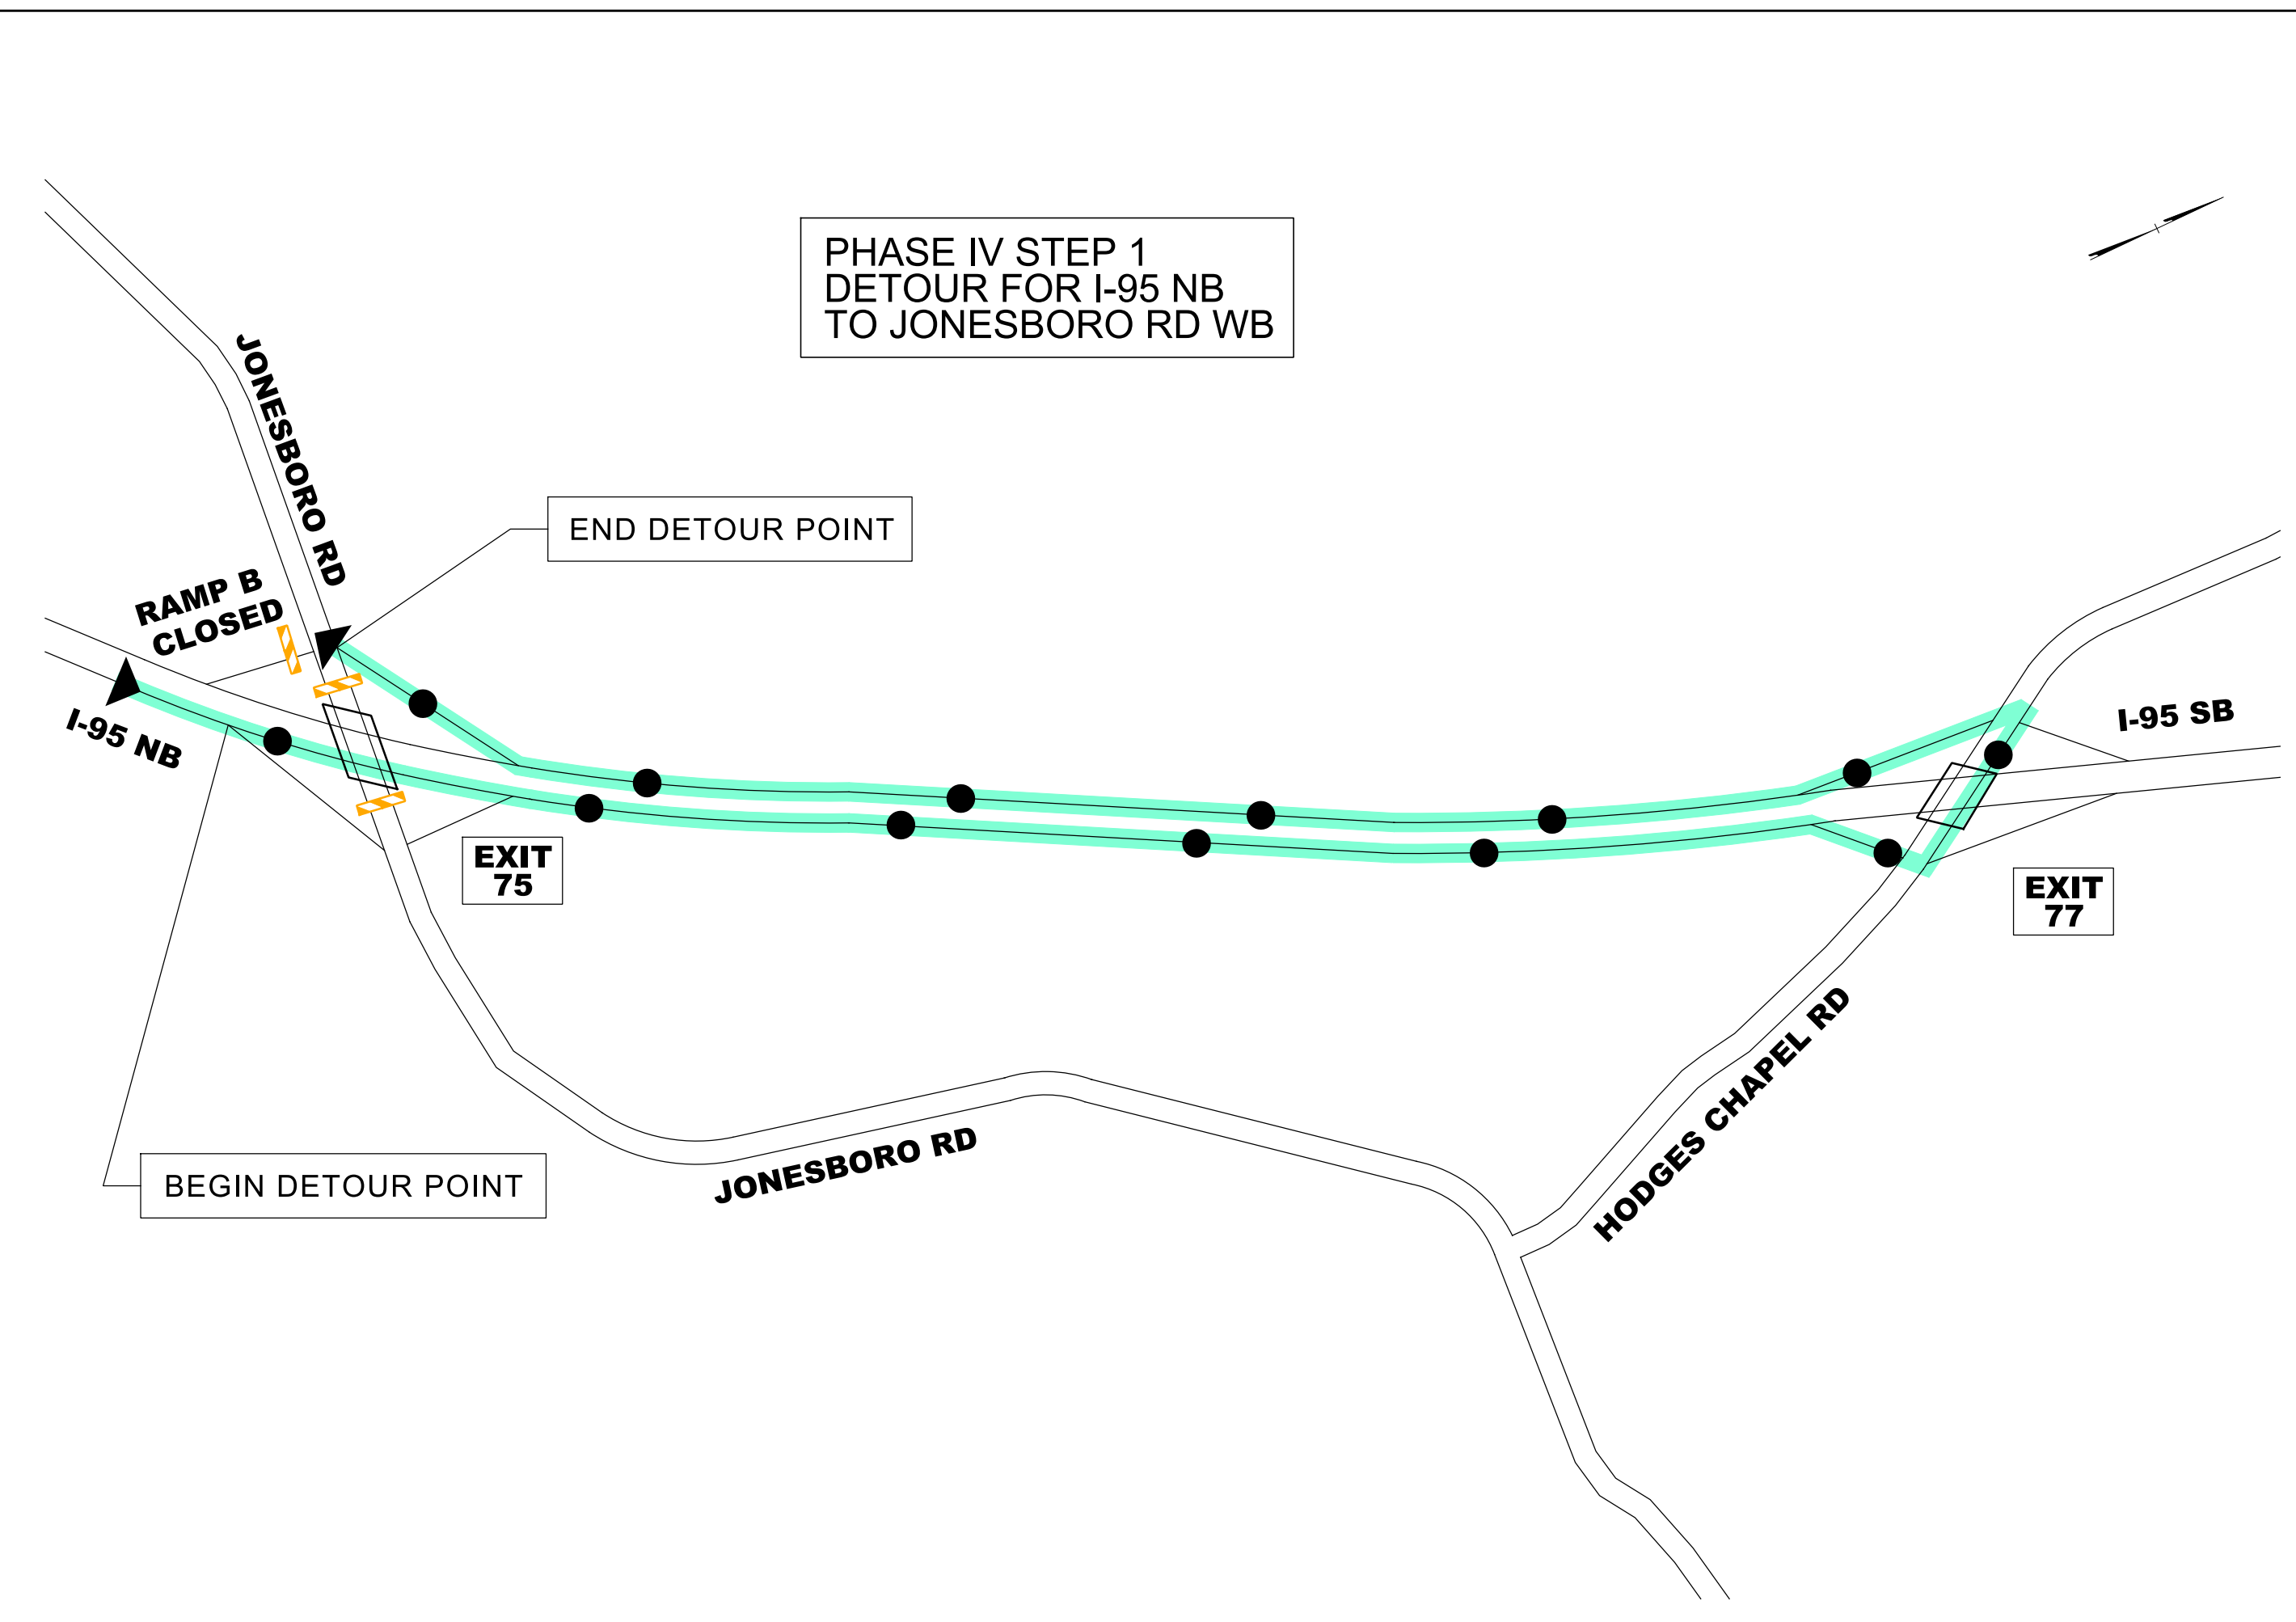 PHASE IV STEP 1
DETOUR FOR I-95 NB
TO JONESBORO RD WB
JONESBORO RD
END DETOUR POINT
RAMP B
CLOSED
I-95 NB
I-95 SB
EXIT
75
EXIT
77
HODGES CHAPEL RD
JONESBORO RD
BEGIN DETOUR POINT